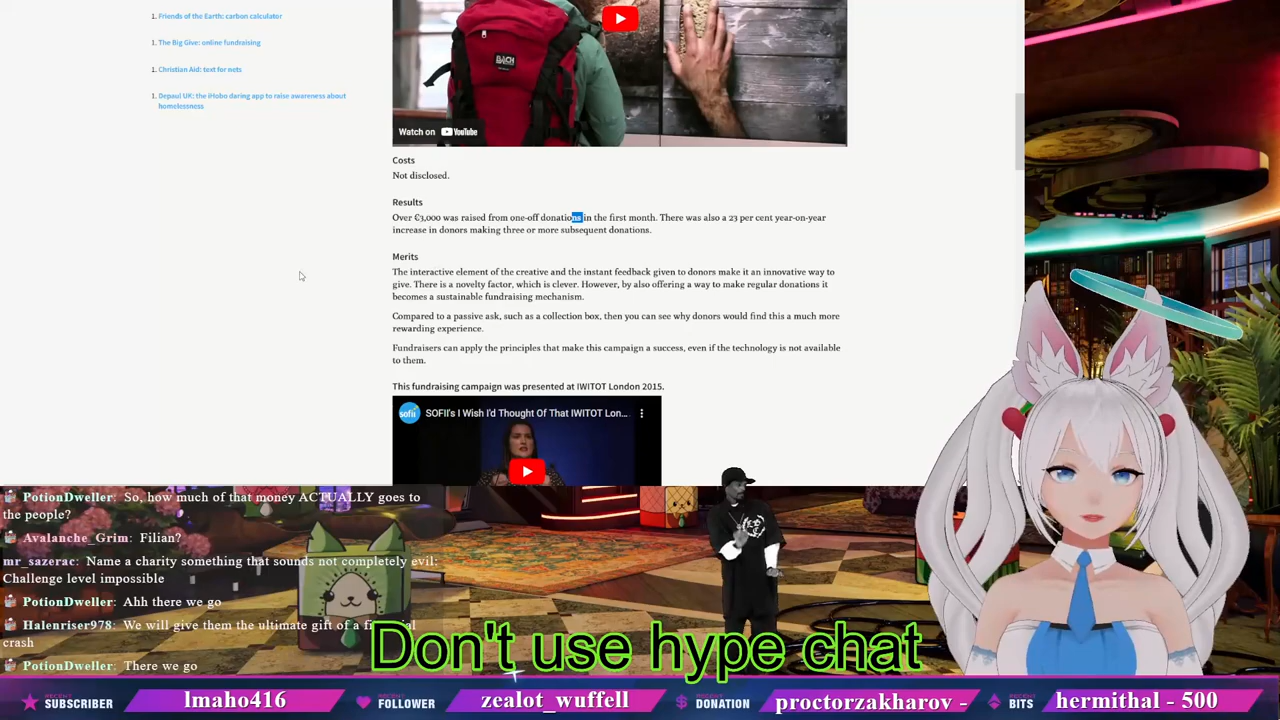 1. Friends of the Earth: carbon calculator
1. The Big Give: online fundraising
1. Christian Aid: text for nets
1. Depaul UK: the iHobo daring app to raise awareness about
homelessness
Watch on YouTube
Costs
Not disclosed.
Results
Over €3,000 was raised from one-off donations in the first month. There was also a 23 per cent year-on-year
increase in donors making three or more subsequent donations.
Merits
The interactive element of the creative and the instant feedback given to donors make it an innovative way to
give. There is a novelty factor, which is clever. However, by also offering a way to make regular donations it
becomes a sustainable fundraising mechanism.
Compared to a passive ask, such as a collection box, then you can see why donors would find this a much more
rewarding experience.
Fundraisers can apply the principles that make this campaign a success, even if the technology is not available
to them.
This fundraising campaign was presented at IWITOT London 2015.
sofii SOFII's I Wish I'd Thought Of That IWITOT Lon...
PotionDweller: So, how much of that money ACTUALLY goes to
the people?
Avalanche_Grim: Filian?
mr_sazerac: Name a charity something that sounds not completely evil:
Challenge level impossible
PotionDweller: Ahh there we go
Halenriser978: We will give them the ultimate gift of a
crash
PotionDweller: There we go
Don't use hype chat
RECENT SUBSCRIBER lmaho416
RECENT FOLLOWER zealot_wuffell
RECENT DONATION proctorzakharov -
RECENT BITS hermithal - 500